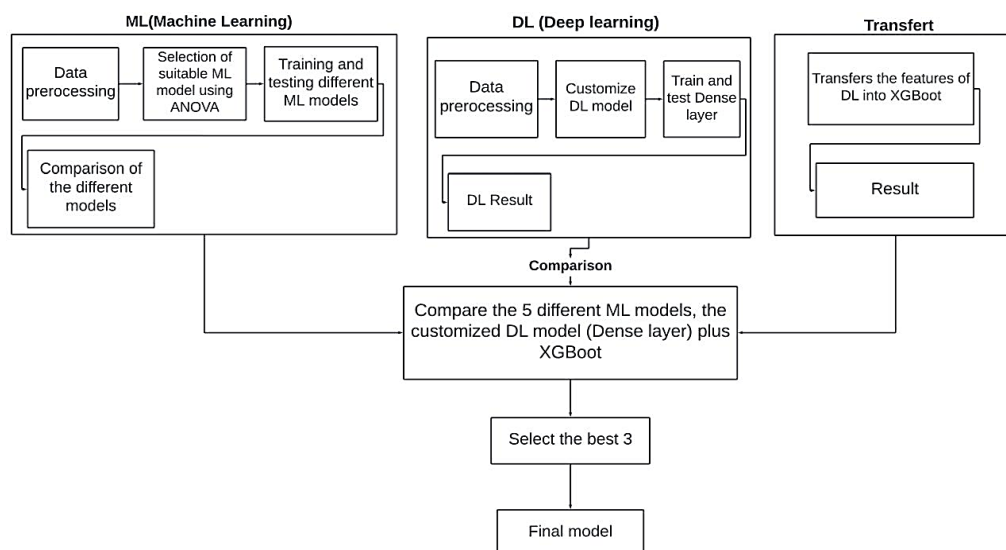 ML(Machine Learning)
Data
prerocessing
Selection of
suitable ML
model using
ANOVA
Training and
testing different
ML models
Comparison of
the different
models
DL (Deep learning)
Data
prerocessing
Customize
DL model
Train and
test Dense
layer
DL Result
Transfert
Transfers the features of
DL into XGBoot
Result
Comparison
Compare the 5 different ML models, the
customized DL model (Dense layer) plus
XGBoot
Select the best 3
Final model